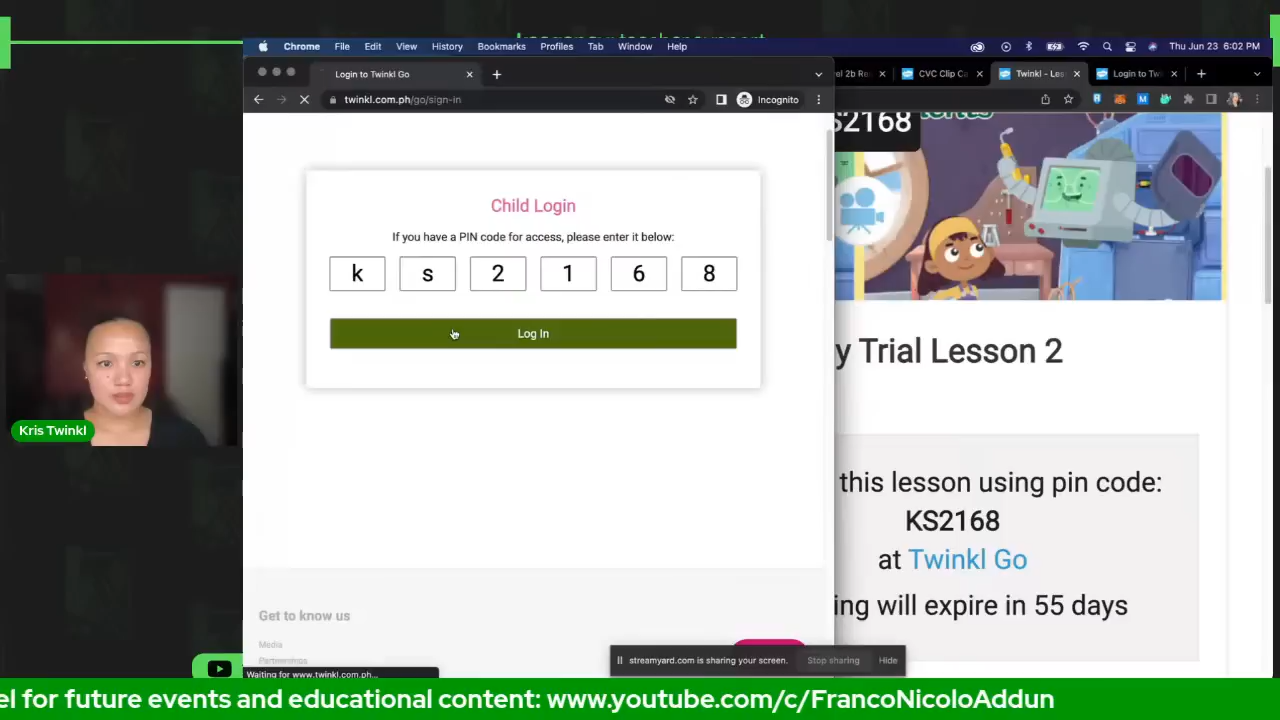 Chrome File Edit View History Bookmarks Profiles Tab Window Help Thu Jun 23 6:02 PM
Login to Twinkl Go
CVC Clip Ca
Twinkl - Les
Login to Twi
twinkl.com.ph/go/sign-in
Incognito
S2168
Child Login
If you have a PIN code for access, please enter it below:
k s 2 1 6 8
Log In
y Trial Lesson 2
this lesson using pin code:
KS2168
at Twinkl Go
ing will expire in 55 days
Kris Twinkl
Get to know us
Media
Partnerships
Waiting for www.twinkl.com.ph...
streamyard.com is sharing your screen. Stop sharing Hide
el for future events and educational content: www.youtube.com/c/FrancoNicoloAddun